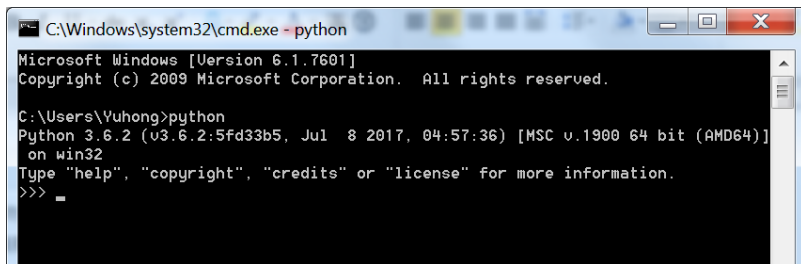 C:\Windows\system32\cmd.exe - python
Microsoft Windows [Version 6.1.7601]
Copyright (c) 2009 Microsoft Corporation.  All rights reserved.
C:\Users\Yuhong>python
Python 3.6.2 (v3.6.2:5fd33b5, Jul  8 2017, 04:57:36) [MSC v.1900 64 bit (AMD64)]
 on win32
Type "help", "copyright", "credits" or "license" for more information.
>>> _